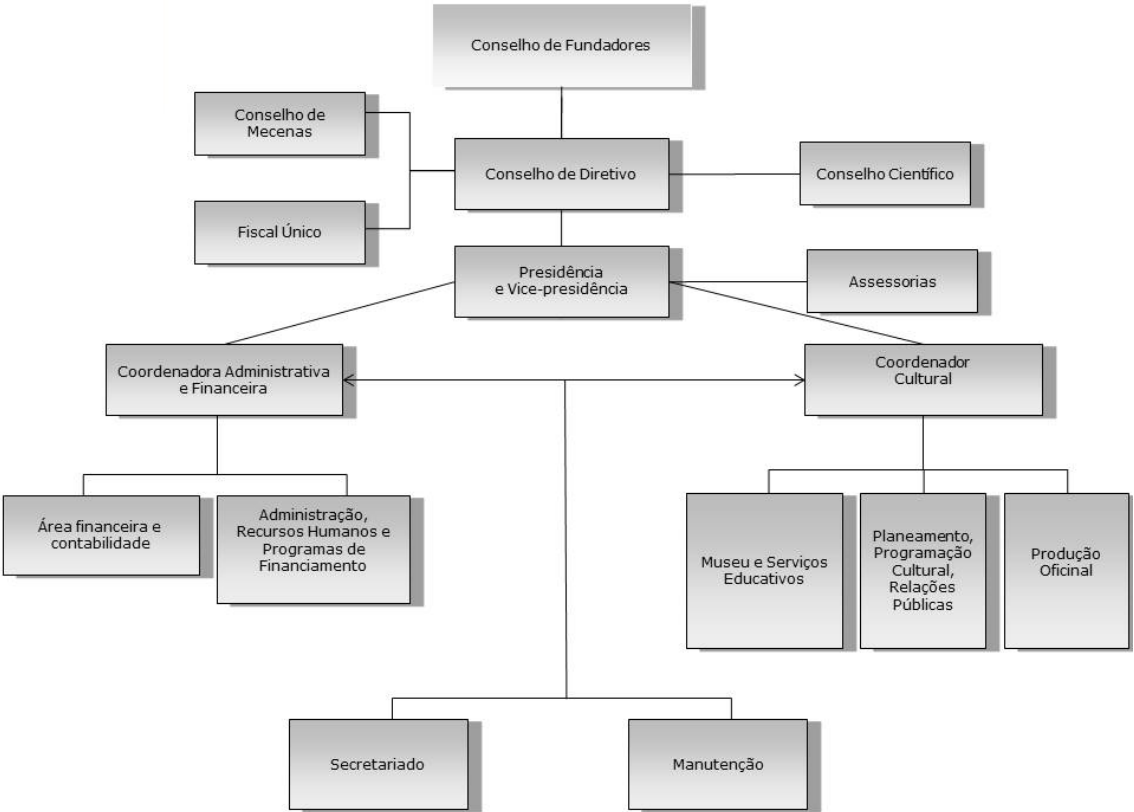 Conselho de Fundadores
Conselho de
Mecenas
Conselho de Diretivo
Conselho Científico
Fiscal Único
Presidência
e Vice-presidência
Assessorias
Coordenadora Administrativa
e Financeira
Coordenador
Cultural
Área financeira e
contabilidade
Administração,
Recursos Humanos e
Programas de
Financiamento
Museu e Serviços
Educativos
Planeamento,
Programação
Cultural,
Relações
Públicas
Produção
Oficinal
Secretariado
Manutenção